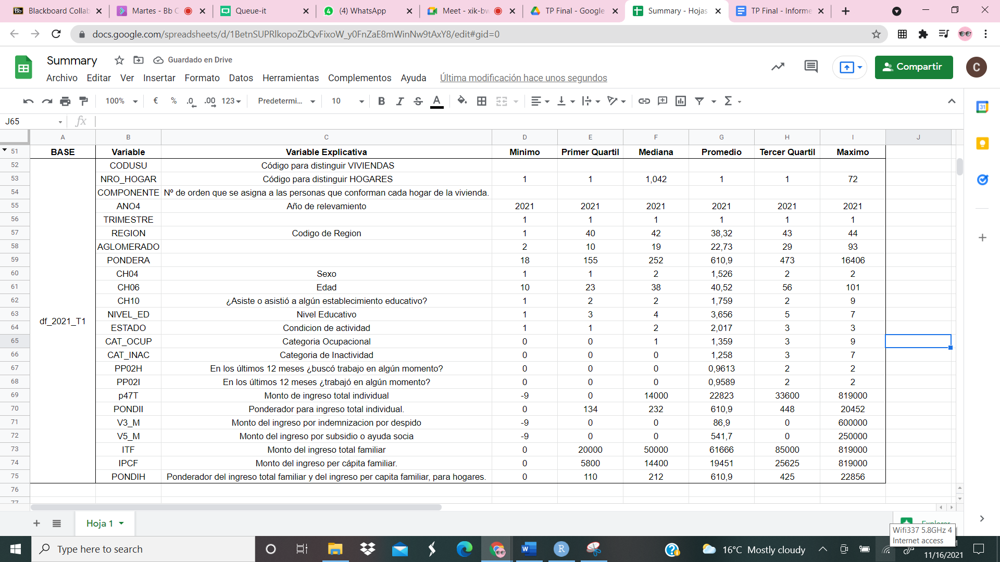 Blackboard Collab
Martes - Bb C
Queue-it
(4) WhatsApp
Meet - xik-bw
TP Final - Google
Summary - Hojas
TP Final - Informe
docs.google.com/spreadsheets/d/1BetnSUPRlkopoZbQvFixoW_y0FnZaE8mWinNw9tAxY8/edit#gid=0
Summary
Guardado en Drive
Archivo Editar Ver Insertar Formato Datos Herramientas Complementos Ayuda Última modificación hace unos segundos
Compartir
C
100% € % .0 .00 123 Predetermi... 10 B I S A
J65 fx
A B C D E F G H I J
51 BASE Variable Variable Explicativa Minimo Primer Quartil Mediana Promedio Tercer Quartil Maximo
52 CODUSU Código para distinguir VIVIENDAS
53 NRO_HOGAR Código para distinguir HOGARES 1 1 1,042 1 1 72
54 COMPONENTE Nº de orden que se asigna a las personas que conforman cada hogar de la vivienda.
55 ANO4 Año de relevamiento 2021 2021 2021 2021 2021 2021
56 TRIMESTRE 1 1 1 1 1 1
57 REGION Codigo de Region 1 40 42 38,32 43 44
58 AGLOMERADO 2 10 19 22,73 29 93
59 PONDERA 18 155 252 610,9 473 16406
60 CH04 Sexo 1 1 2 1,526 2 2
61 CH06 Edad 10 23 38 40,52 56 101
62 CH10 ¿Asiste o asistió a algún establecimiento educativo? 1 2 2 1,759 2 9
63 NIVEL_ED Nivel Educativo 1 3 4 3,656 5 7
df_2021_T1
64 ESTADO Condicion de actividad 1 1 2 2,017 3 3
65 CAT_OCUP Categoria Ocupacional 0 0 1 1,359 3 9
66 CAT_INAC Categoria de Inactividad 0 0 0 1,258 3 7
67 PP02H En los últimos 12 meses ¿buscó trabajo en algún momento? 0 0 0 0,9613 2 2
68 PP02I En los últimos 12 meses ¿trabajó en algún momento? 0 0 0 0,9589 2 2
69 p47T Monto de ingreso total individual -9 0 14000 22823 33600 819000
70 PONDII Ponderador para ingreso total individual. 0 134 232 610,9 448 20452
71 V3_M Monto del ingreso por indemnizacion por despido -9 0 0 86,9 0 600000
72 V5_M Monto del ingreso por subsidio o ayuda socia -9 0 0 541,7 0 250000
73 ITF Monto del ingreso total familiar 0 20000 50000 61666 85000 819000
74 IPCF Monto del ingreso per cápita familiar. 0 5800 14400 19451 25625 819000
75 PONDIH Ponderador del ingreso total familiar y del ingreso per capita familiar, para hogares. 0 110 212 610,9 425 22856
76
77
Hoja 1
Explorar
Wifi337 5.8GHz 4
Internet access
Type here to search
16°C Mostly cloudy
11/16/2021